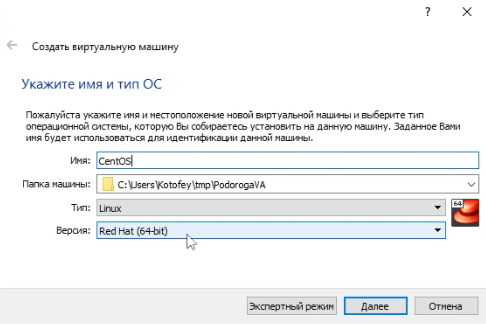 ?
Создать виртуальную машину
Укажите имя и тип ОС
Пожалуйста укажите имя и местоположение новой виртуальной машины и выберите тип
операционной системы, которую Вы собираетесь установить на данную машину. Заданное Вами
имя будет использоваться для идентификации данной машины.
Имя: CentOS
Папка машины: C:\Users\Kotofey\tmp\PodorogaVA
Тип: Linux
64
Версия: Red Hat (64-bit)
Экспертный режим Далее Отмена